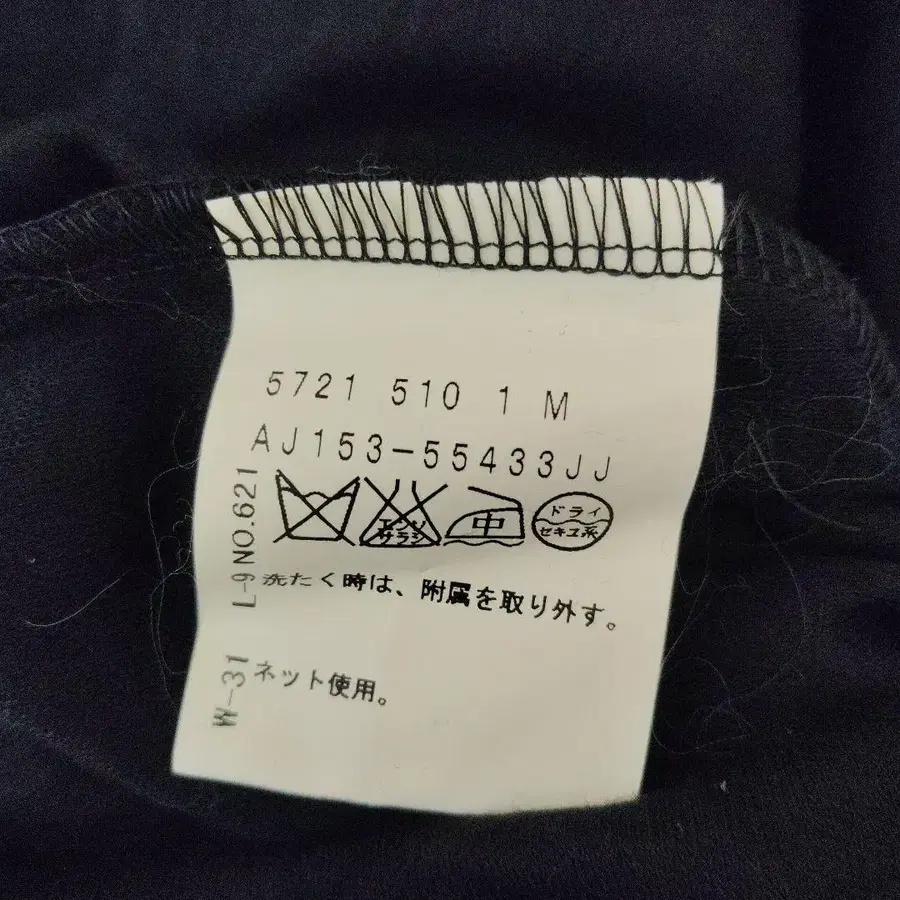 5721 510 1 M
AJ153-55433JJ
エンソ
サラシ
中
ドライ
セキユ系
洗たく時は、附属を取り外す。
ネット使用。
L-9 NO.621
W-31